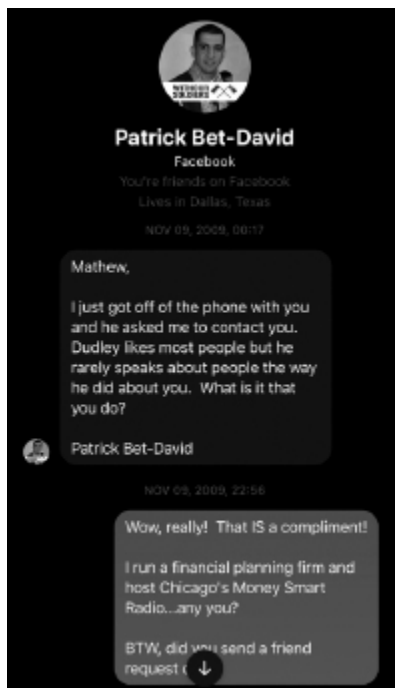 WITHOUT
SOLDIERS
Patrick Bet-David
Facebook
You're friends on Facebook
Lives in Dallas, Texas
NOV 09, 2009, 00:17
Mathew,
I just got off of the phone with you
and he asked me to contact you.
Dudley likes most people but he
rarely speaks about people the way
he did about you. What is it that
you do?
Patrick Bet-David
NOV 09, 2009, 22:56
Wow, really! That IS a compliment!
I run a financial planning firm and
host Chicago's Money Smart
Radio...any you?
BTW, did you send a friend
request